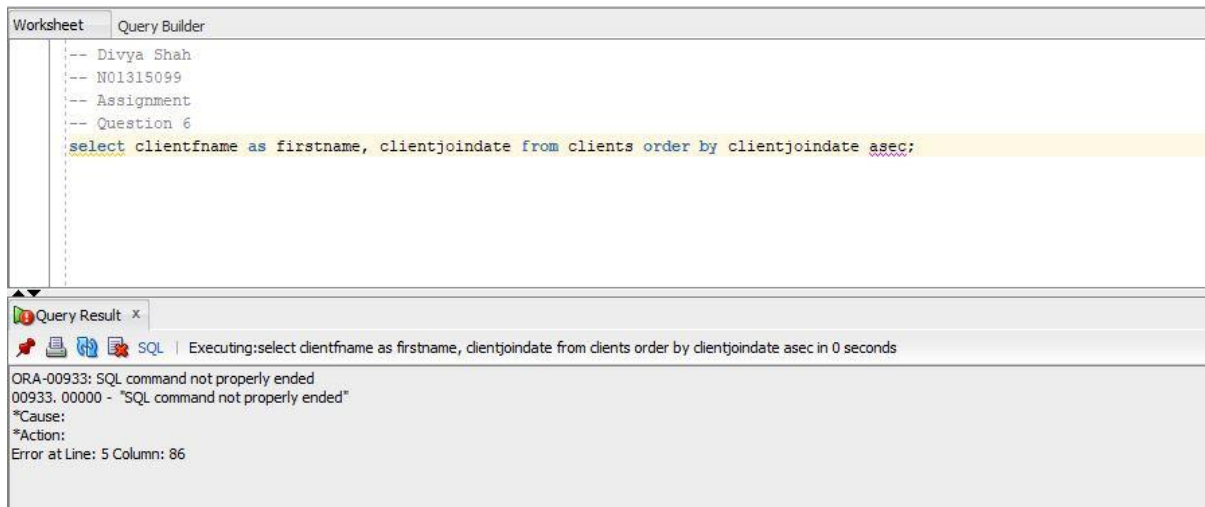 Worksheet Query Builder
-- Divya Shah
-- N01315099
-- Assignment
-- Question 6
select clientfname as firstname, clientjoindate from clients order by clientjoindate asec;
Query Result x
SQL | Executing:select clientfname as firstname, clientjoindate from clients order by clientjoindate asec in 0 seconds
ORA-00933: SQL command not properly ended
00933. 00000 - "SQL command not properly ended"
*Cause:
*Action:
Error at Line: 5 Column: 86